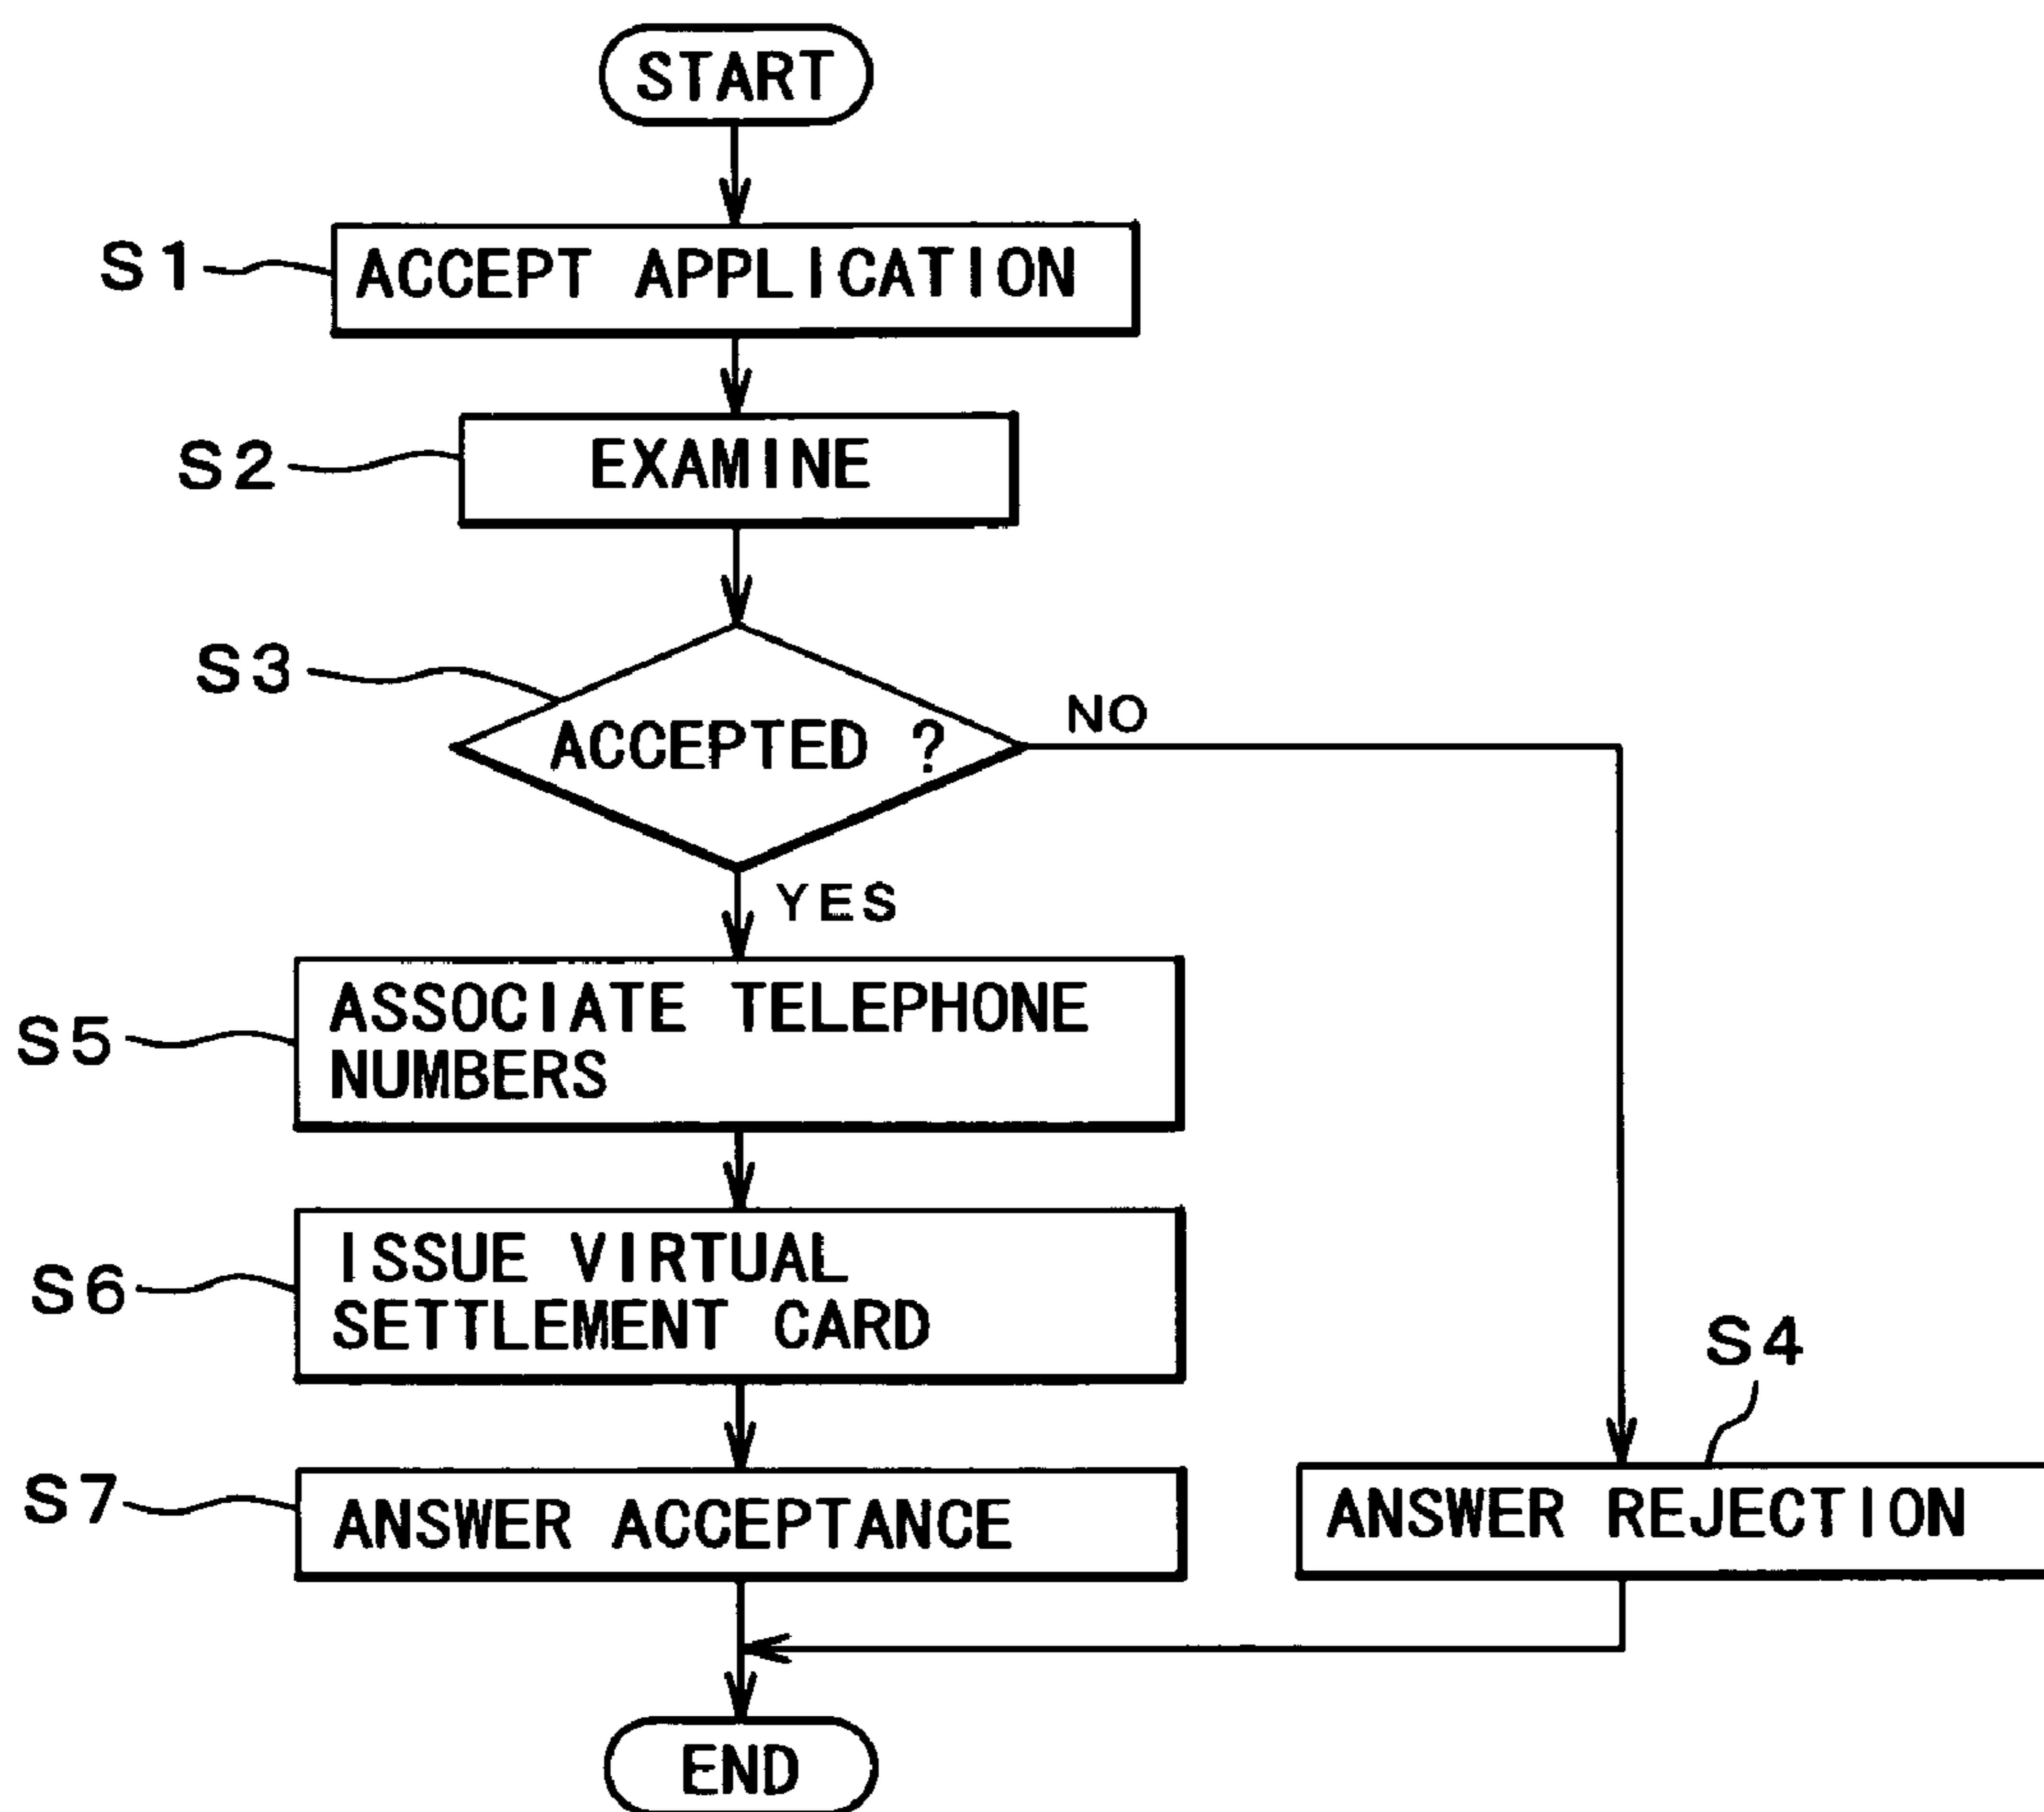 START
S1
ACCEPT APPLICATION
S2
EXAMINE
S3
ACCEPTED ?
NO
YES
S5
ASSOCIATE TELEPHONE
NUMBERS
S6
ISSUE VIRTUAL
SETTLEMENT CARD
S4
S7
ANSWER ACCEPTANCE
ANSWER REJECTION
END